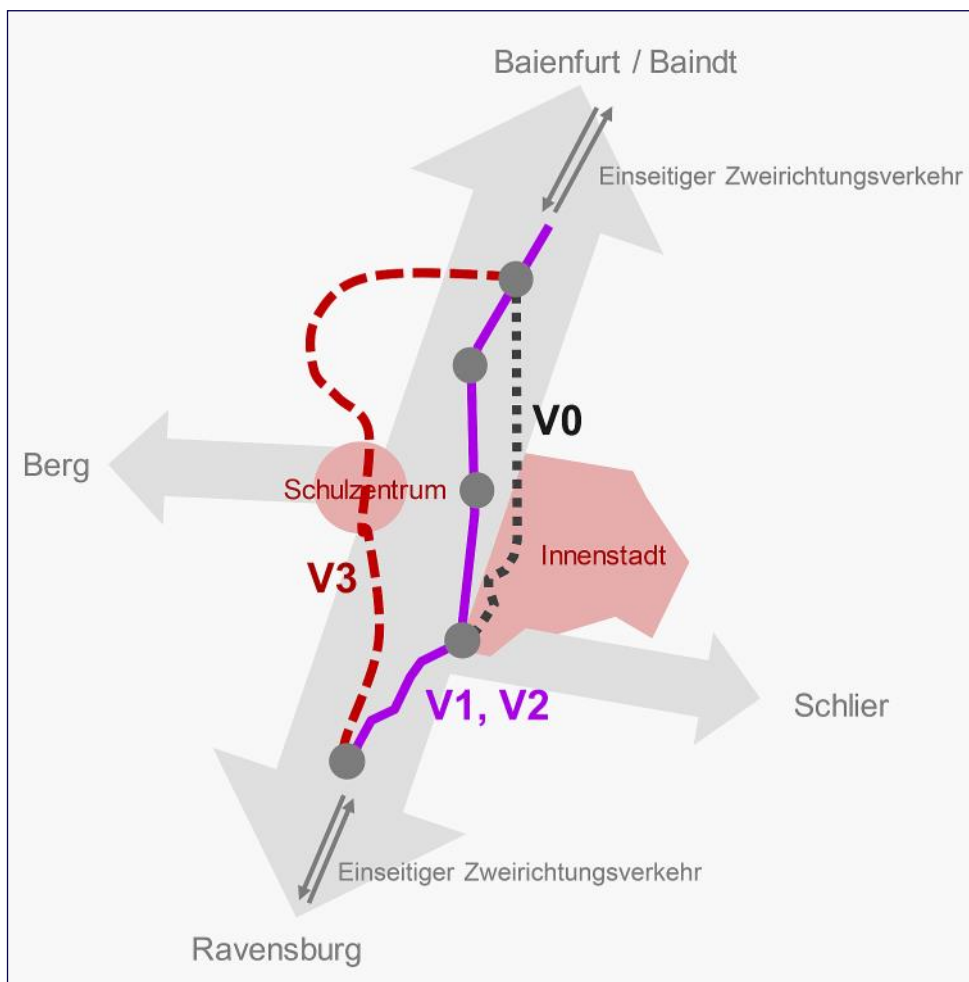 Baienfurt / Baindt
Einseitiger Zweirichtungsverkehr
V0
Berg
Schulzentrum
Innenstadt
V3
V1, V2
Schlier
Einseitiger Zweirichtungsverkehr
Ravensburg